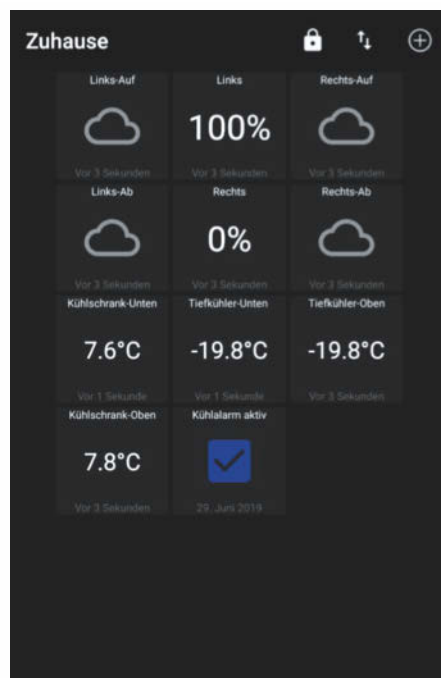 Zuhause
Links-Auf Links Rechts-Auf
100%
Vor 3 Sekunden Vor 3 Sekunden Vor 3 Sekunden
Links-Ab Rechts Rechts-Ab
0%
Vor 3 Sekunden Vor 3 Sekunden Vor 3 Sekunden
Kühlschrank-Unten Tiefkühler-Unten Tiefkühler-Oben
7.6°C -19.8°C -19.8°C
Vor 1 Sekunde Vor 1 Sekunde Vor 3 Sekunden
Kühlschrank-Oben Kühlalarm aktiv
7.8°C
Vor 3 Sekunden 29. Juni 2019